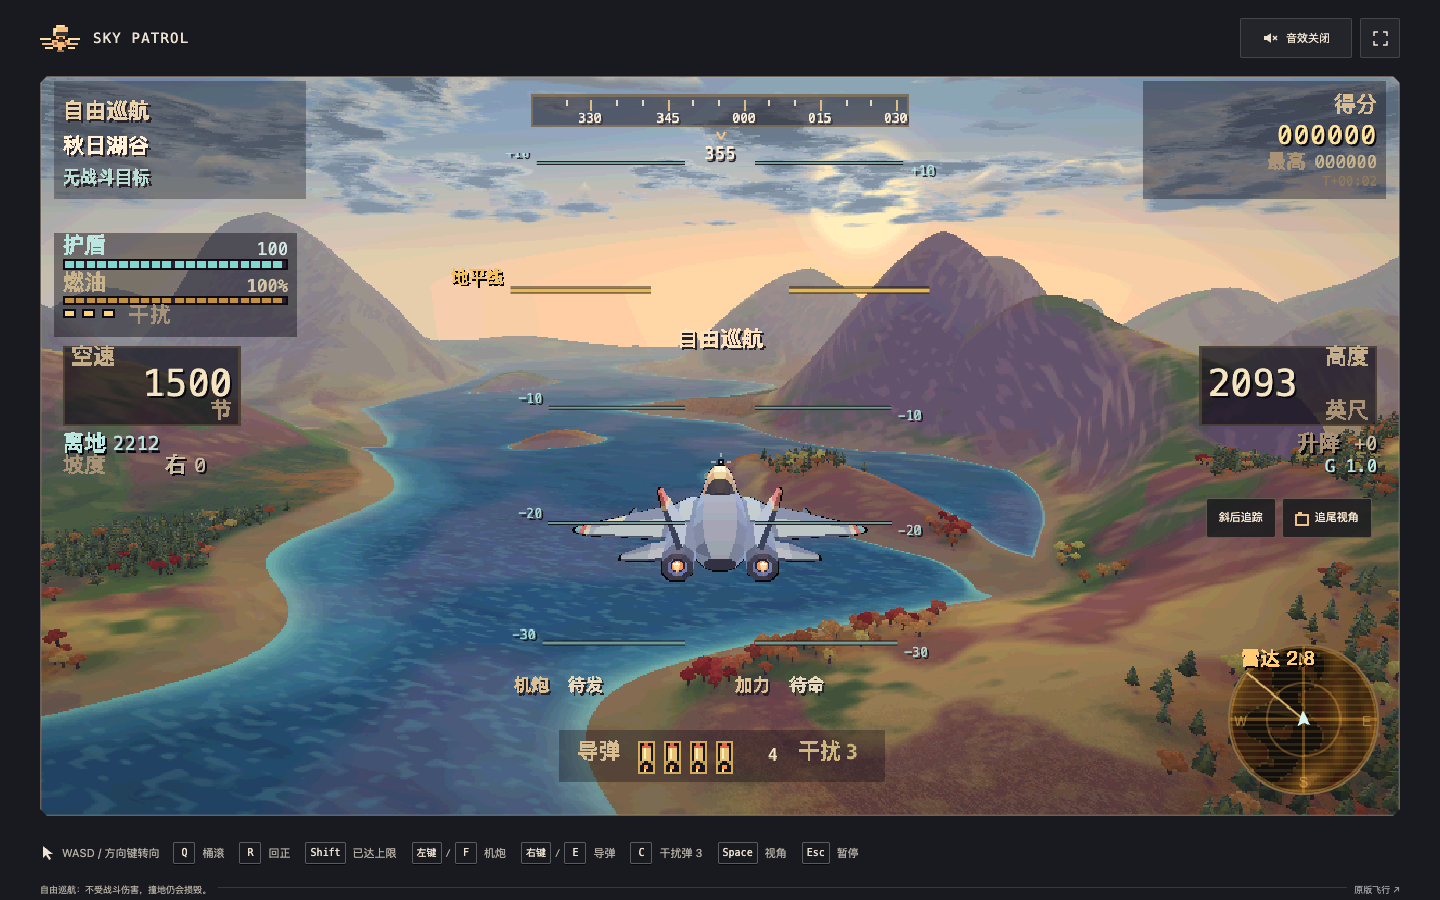 SKY PATROL
音效关闭
自由巡航
秋日湖谷
无战斗目标
330 345 000 015 030
355
得分
000000
最高 000000
T+00:02
+10 +10
护盾 100
燃油 100%
干扰
地平线
自由巡航
空速
1500
节
离地 2212
坡度 右 0
高度
2093
英尺
升降 +0
G 1.0
-10 -10
斜后追踪 追尾视角
-20 -20
-30 -30
雷达 2.8
W E
S
机炮 待发 加力 待命
导弹 4 干扰 3
WASD / 方向键转向 Q 桶滚 R 回正 Shift 已达上限 左键 / F 机炮 右键 / E 导弹 C 干扰弹 3 Space 视角 Esc 暂停
自由巡航：不受战斗伤害，撞地仍会损毁。 原版飞行 ↗